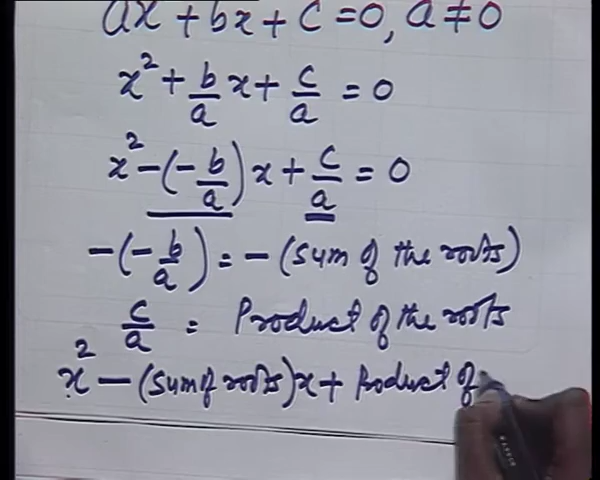 ax + bx + c = 0, a ≠ 0
x² + b/a x + c/a = 0
x² - (-b/a) x + c/a = 0
-(-b/a) = - (Sum of the roots)
c/a = Product of the roots
x² - (Sum of roots)x + Product of